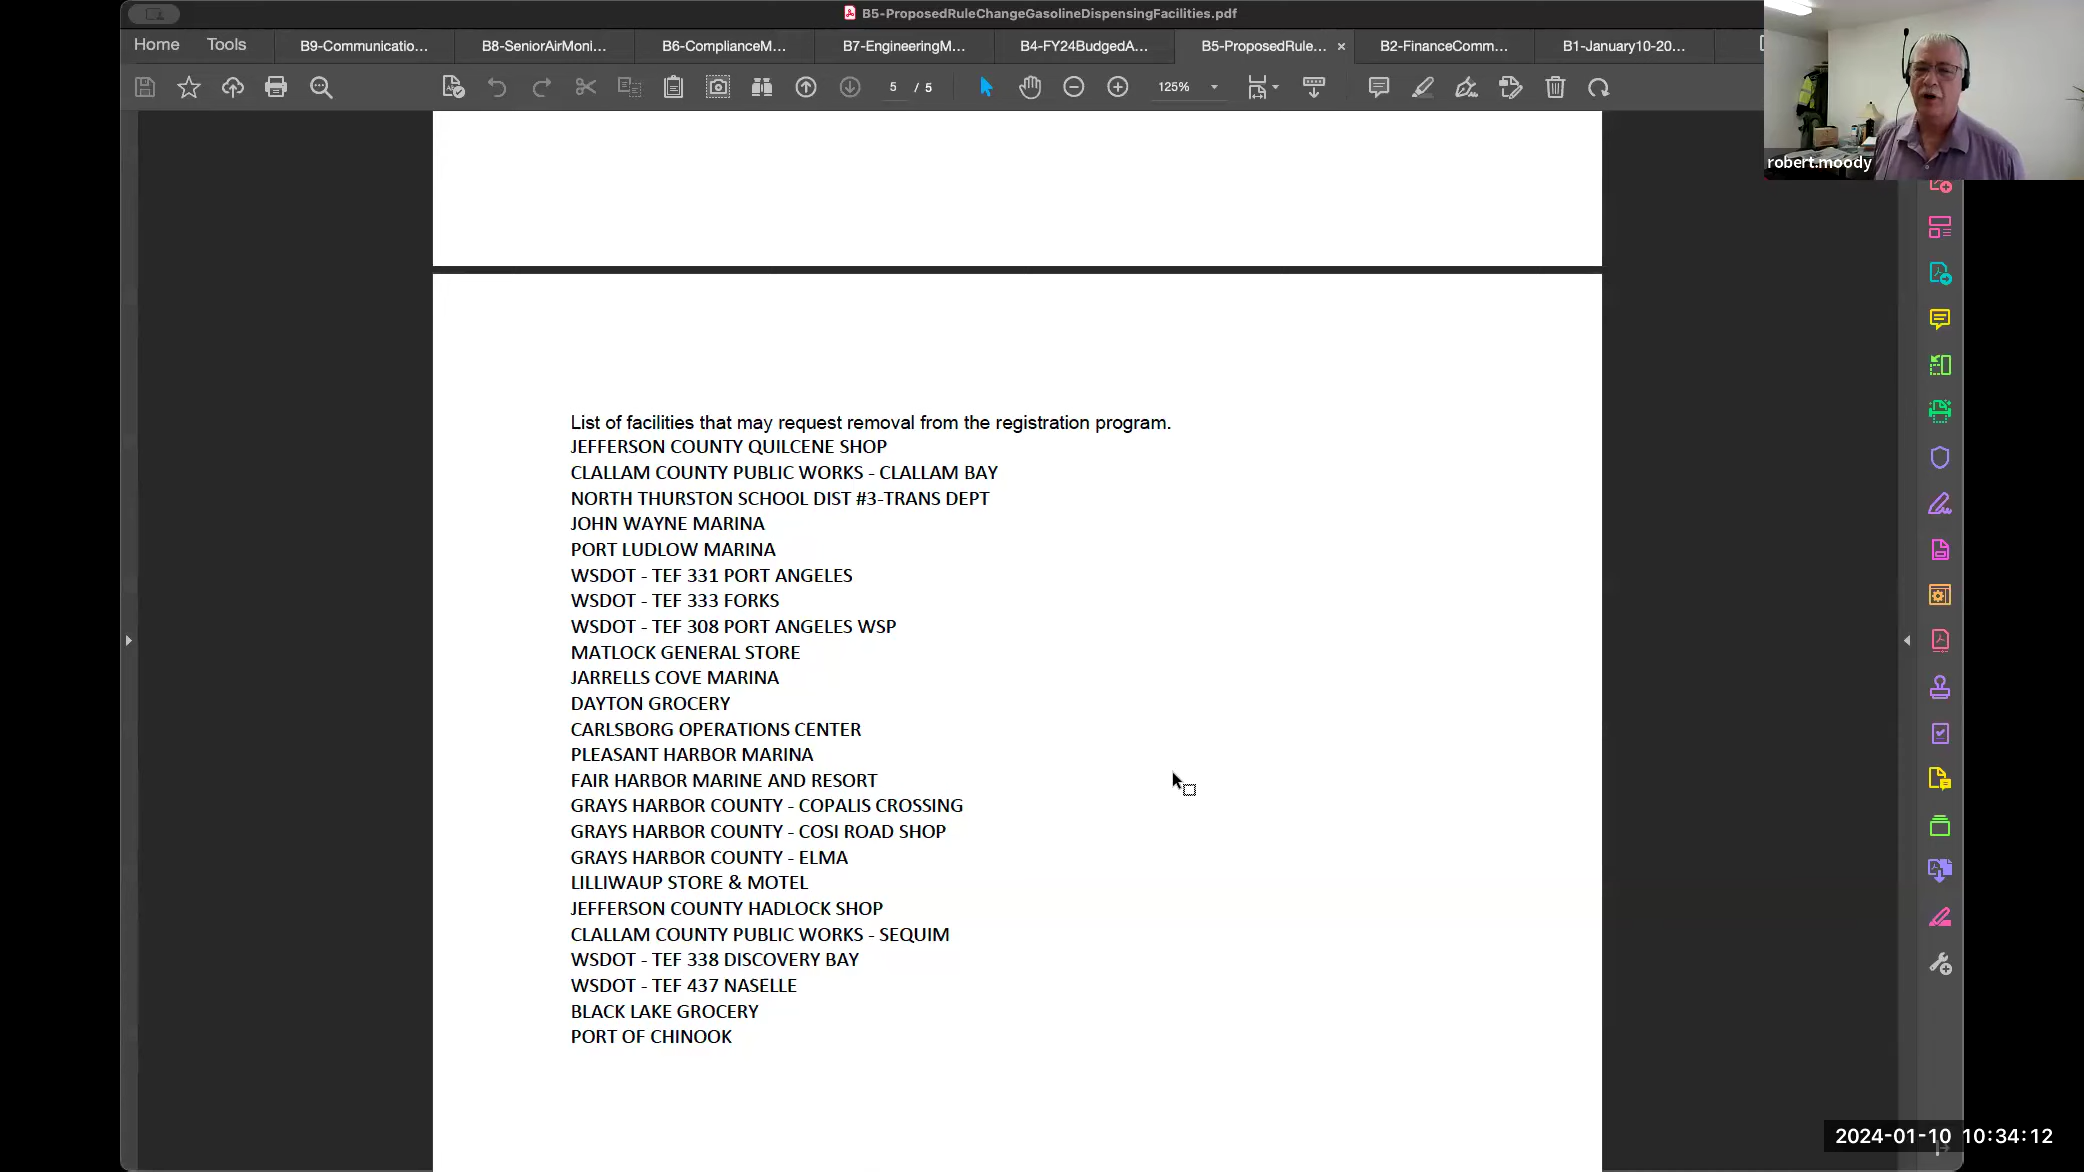 B5-ProposedRuleChangeGasolineDispensingFacilities.pdf
Home Tools B9-Communicatio... B8-SeniorAirMoni... B6-ComplianceM... B7-EngineeringM... B4-FY24BudgedA... B5-ProposedRule... × B2-FinanceComm... B1-January10-20...
5 / 5 125%
robert.moody
List of facilities that may request removal from the registration program.
JEFFERSON COUNTY QUILCENE SHOP
CLALLAM COUNTY PUBLIC WORKS - CLALLAM BAY
NORTH THURSTON SCHOOL DIST #3-TRANS DEPT
JOHN WAYNE MARINA
PORT LUDLOW MARINA
WSDOT - TEF 331 PORT ANGELES
WSDOT - TEF 333 FORKS
WSDOT - TEF 308 PORT ANGELES WSP
MATLOCK GENERAL STORE
JARRELLS COVE MARINA
DAYTON GROCERY
CARLSBORG OPERATIONS CENTER
PLEASANT HARBOR MARINA
FAIR HARBOR MARINE AND RESORT
GRAYS HARBOR COUNTY - COPALIS CROSSING
GRAYS HARBOR COUNTY - COSI ROAD SHOP
GRAYS HARBOR COUNTY - ELMA
LILLIWAUP STORE & MOTEL
JEFFERSON COUNTY HADLOCK SHOP
CLALLAM COUNTY PUBLIC WORKS - SEQUIM
WSDOT - TEF 338 DISCOVERY BAY
WSDOT - TEF 437 NASELLE
BLACK LAKE GROCERY
PORT OF CHINOOK
2024-01-10 10:34:12